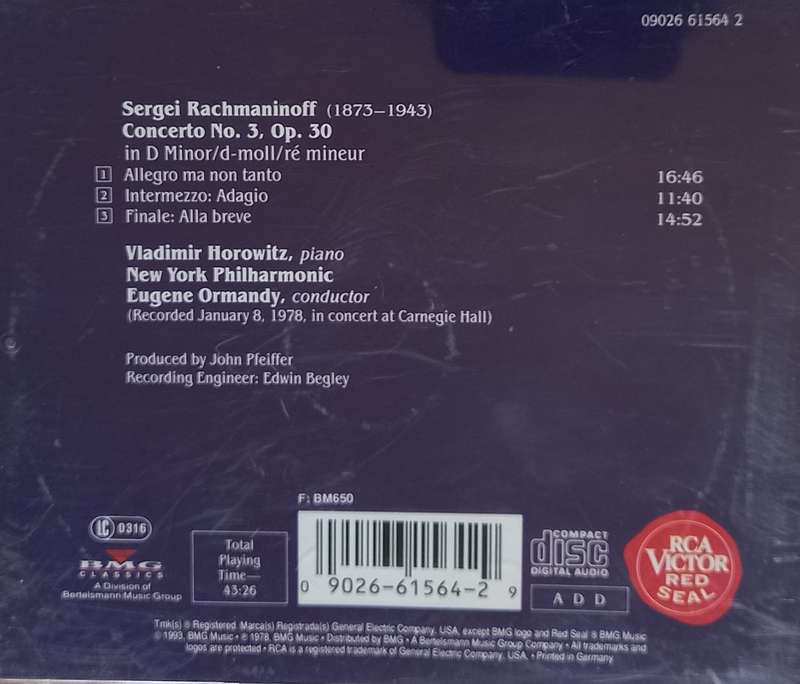 09026 61564 2
Sergei Rachmaninoff (1873–1943)
Concerto No. 3, Op. 30
in D Minor/d-moll/ré mineur
1 Allegro ma non tanto 16:46
2 Intermezzo: Adagio 11:40
3 Finale: Alla breve 14:52
Vladimir Horowitz, piano
New York Philharmonic
Eugene Ormandy, conductor
(Recorded January 8, 1978, in concert at Carnegie Hall)
Produced by John Pfeiffer
Recording Engineer: Edwin Begley
F: BM650
LC 0316
BMG
CLASSICS
A Division of
Bertelsmann Music Group
Total
Playing
Time—
43:26
0 9026-61564-2 9
COMPACT
disc
DIGITAL AUDIO
ADD
RCA
VICTOR
RED
SEAL
Tmk(s) ® Registered. Marca(s) Registrada(s) General Electric Company, USA, except BMG logo and Red Seal ® BMG Music
© 1993, BMG Music • ℗ 1978, BMG Music • Distributed by BMG • A Bertelsmann Music Group Company • All trademarks and
logos are protected • RCA is a registered trademark of General Electric Company, USA. • Printed in Germany